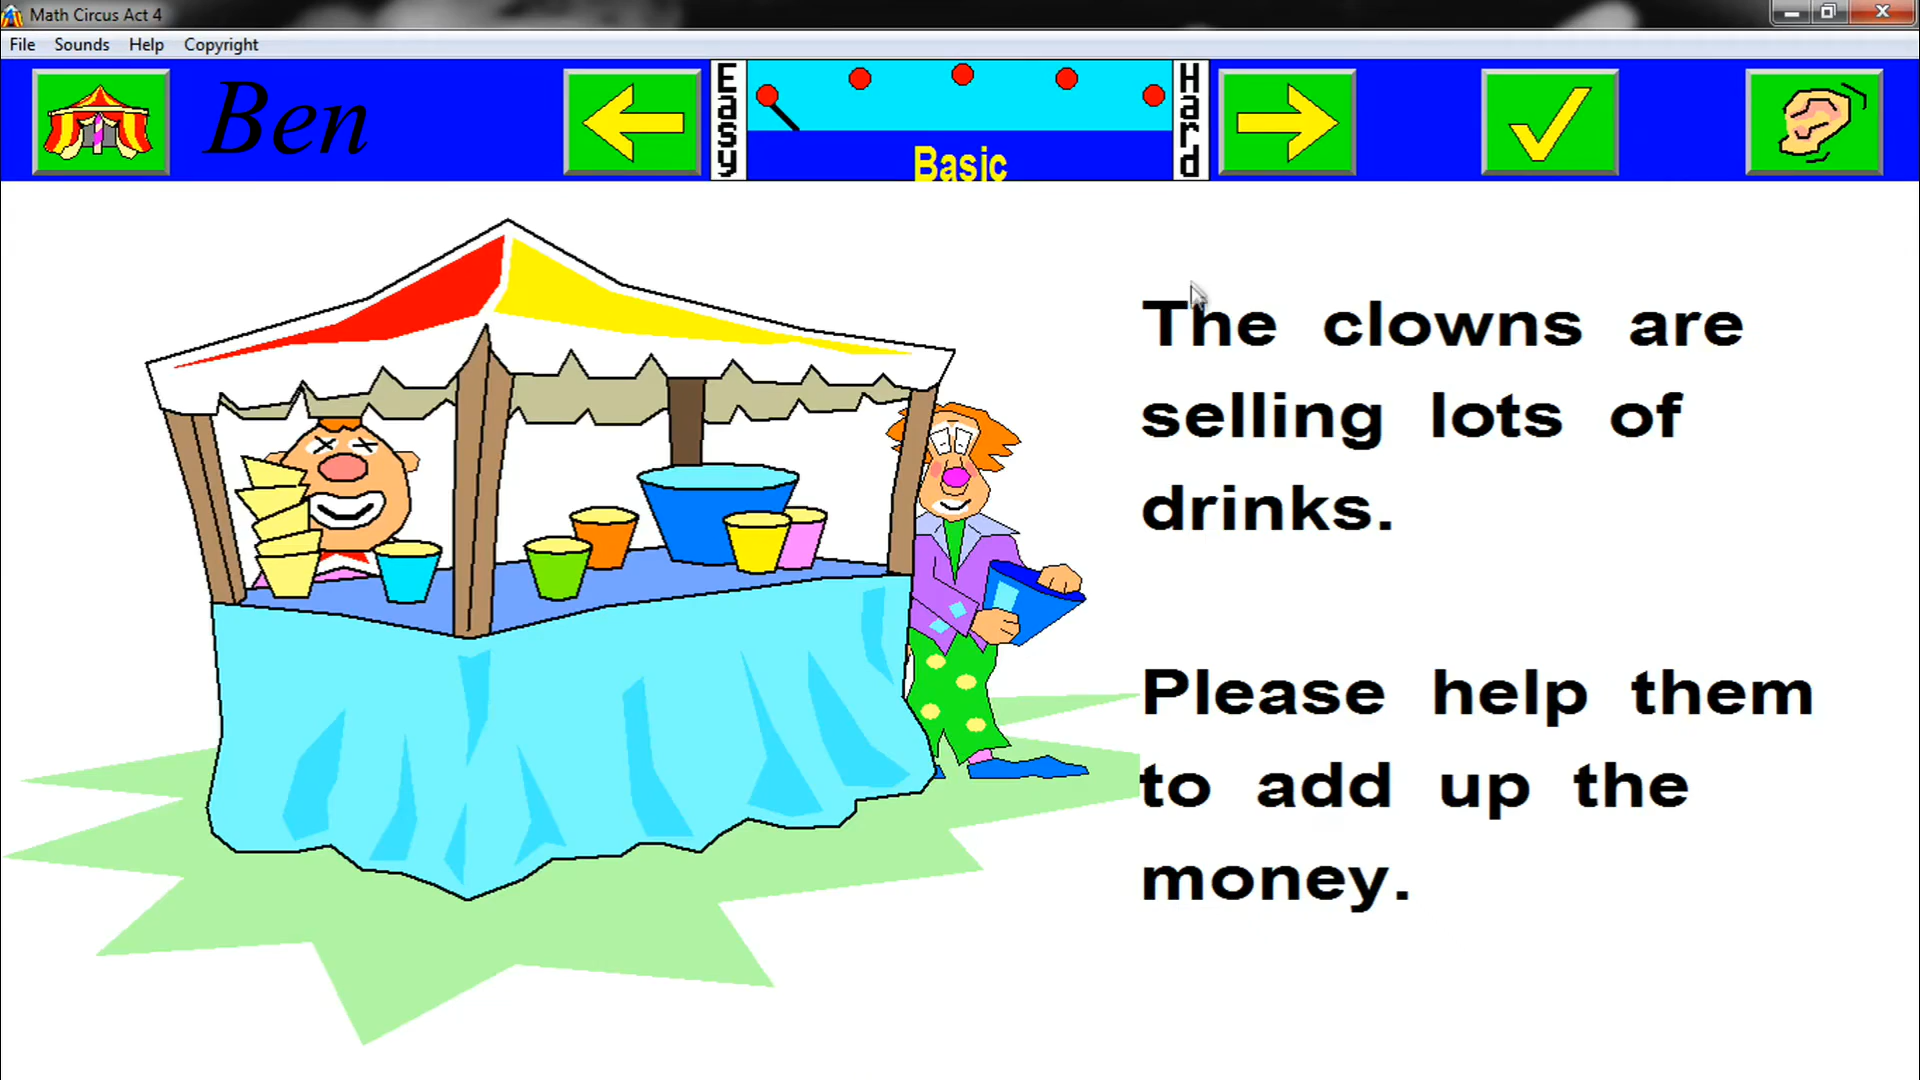 Math Circus Act 4
File Sounds Help Copyright
Ben
Easy
Hard
Basic
The clowns are
selling lots of
drinks.
Please help them
to add up the
money.